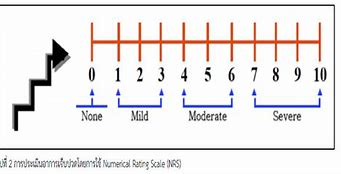 0 1 2 3 4 5 6 7 8 9 10
None Mild Moderate Severe
ปที่ 2 การประเมินอาการเจ็บปวดโดยการใช้ Numerical Rating Scale (NRS)